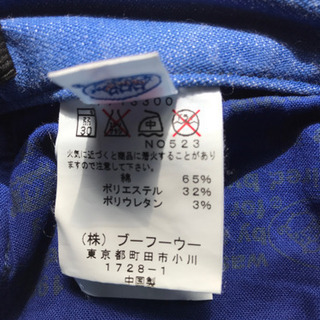 NO523
火気に近づくと商品に着火することがあり
ますので注意して下さい。
綿 65%
ポリエステル 32%
ポリウレタン 3%
(株) ブーフーウー
東京都町田市小川
1728-1
中国製